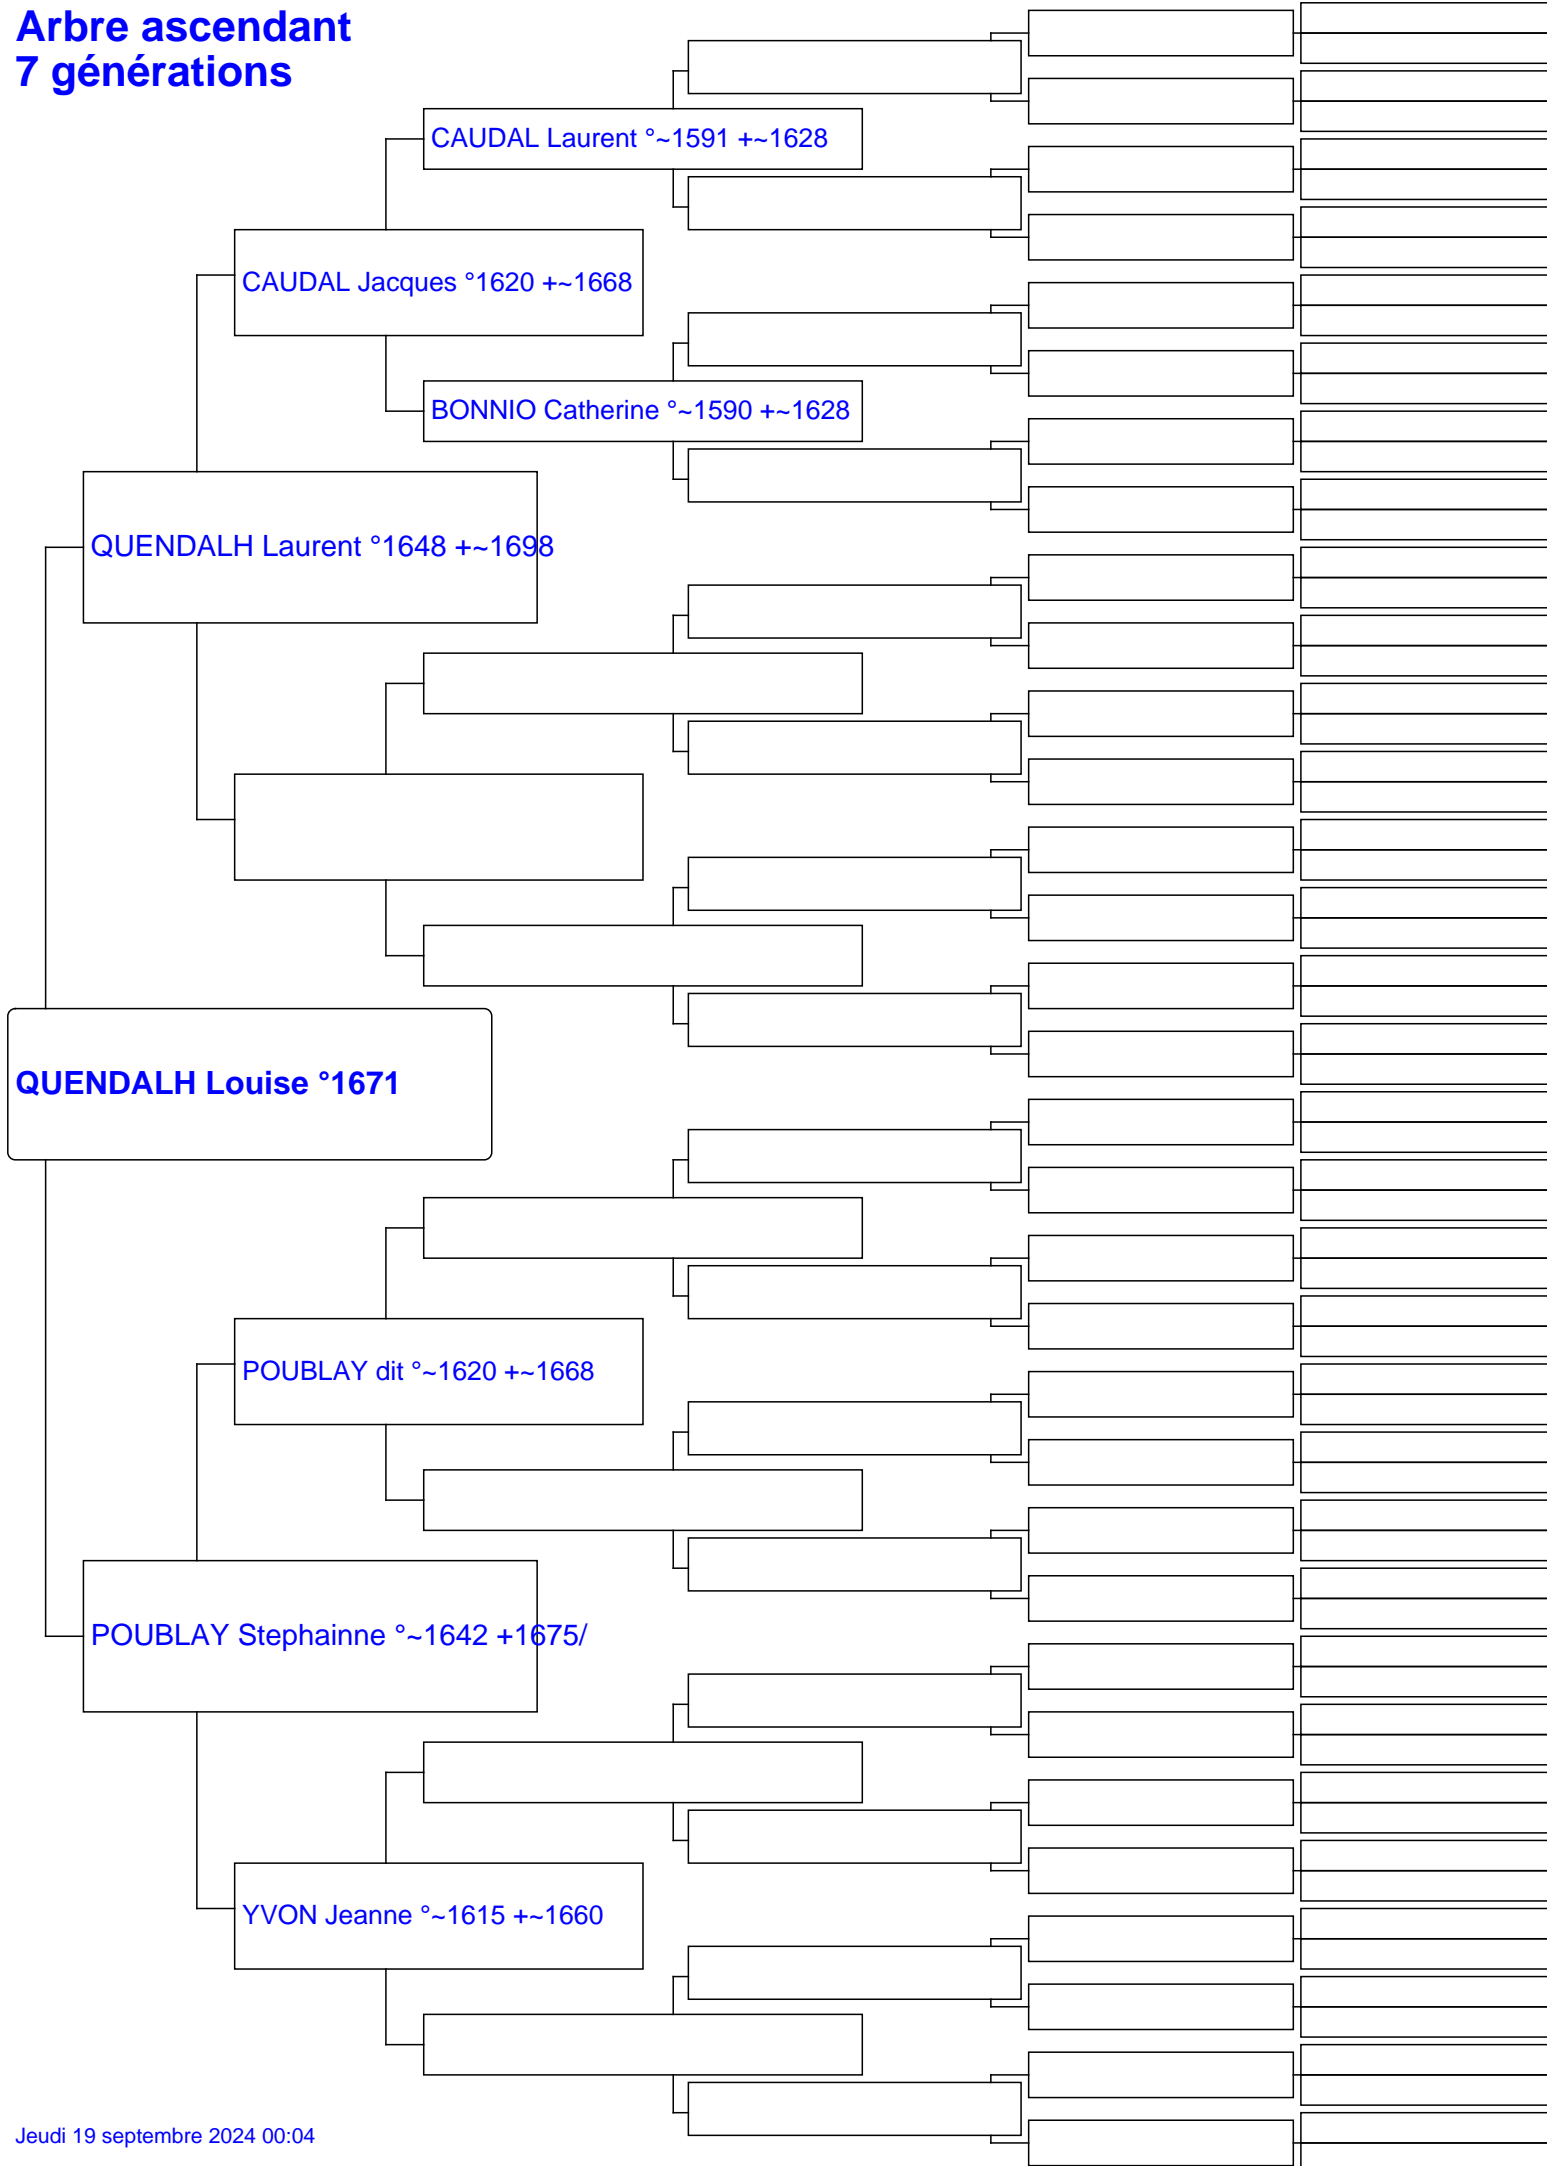 Arbre ascendant
7 générations
CAUDAL Laurent °~1591 +~1628
CAUDAL Jacques °1620 +~1668
BONNIO Catherine °~1590 +~1628
QUENDALH Laurent °1648 +~1698
QUENDALH Louise °1671
POUBLAY dit °~1620 +~1668
POUBLAY Stephainne °~1642 +1675/
YVON Jeanne °~1615 +~1660
Jeudi 19 septembre 2024 00:04